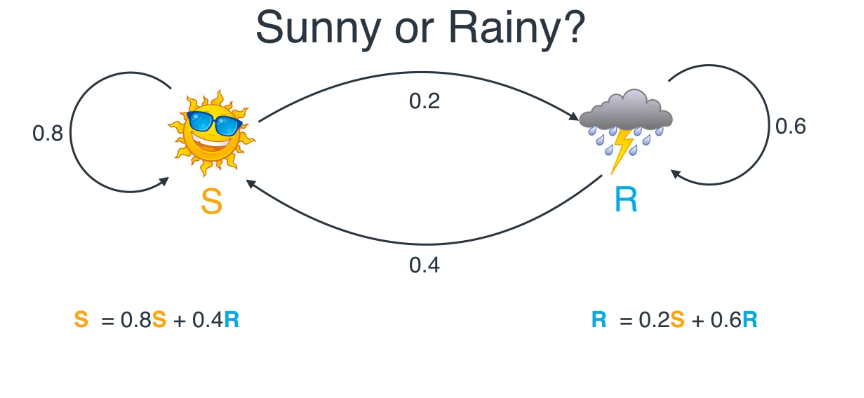 Sunny or Rainy?
0.8
0.2
0.6
S
R
0.4
S = 0.8S + 0.4R
R = 0.2S + 0.6R